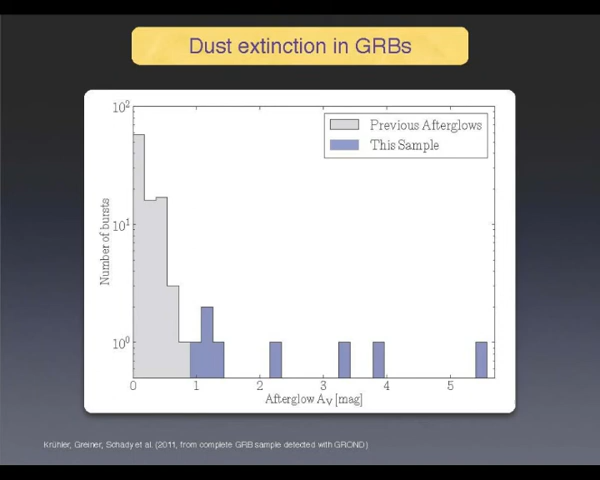 Dust extinction in GRBs
10²
Previous Afterglows
This Sample
10¹
10⁰
Number of bursts
0 1 2 3 4 5
Afterglow Aᵥ [mag]
Krühler, Greiner, Schady et al. (2011, from complete GRB sample detected with GROND)